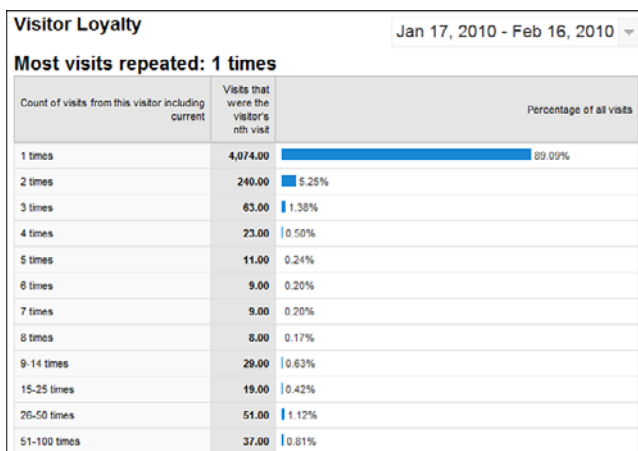 Visitor Loyalty
Jan 17, 2010 - Feb 16, 2010
Most visits repeated: 1 times
Count of visits from this visitor including
current
Visits that
were the
visitor's
nth visit
Percentage of all visits
1 times 4,074.00 89.09%
2 times 240.00 5.25%
3 times 63.00 1.38%
4 times 23.00 0.50%
5 times 11.00 0.24%
6 times 9.00 0.20%
7 times 9.00 0.20%
8 times 8.00 0.17%
9-14 times 29.00 0.63%
15-25 times 19.00 0.42%
26-50 times 51.00 1.12%
51-100 times 37.00 0.81%